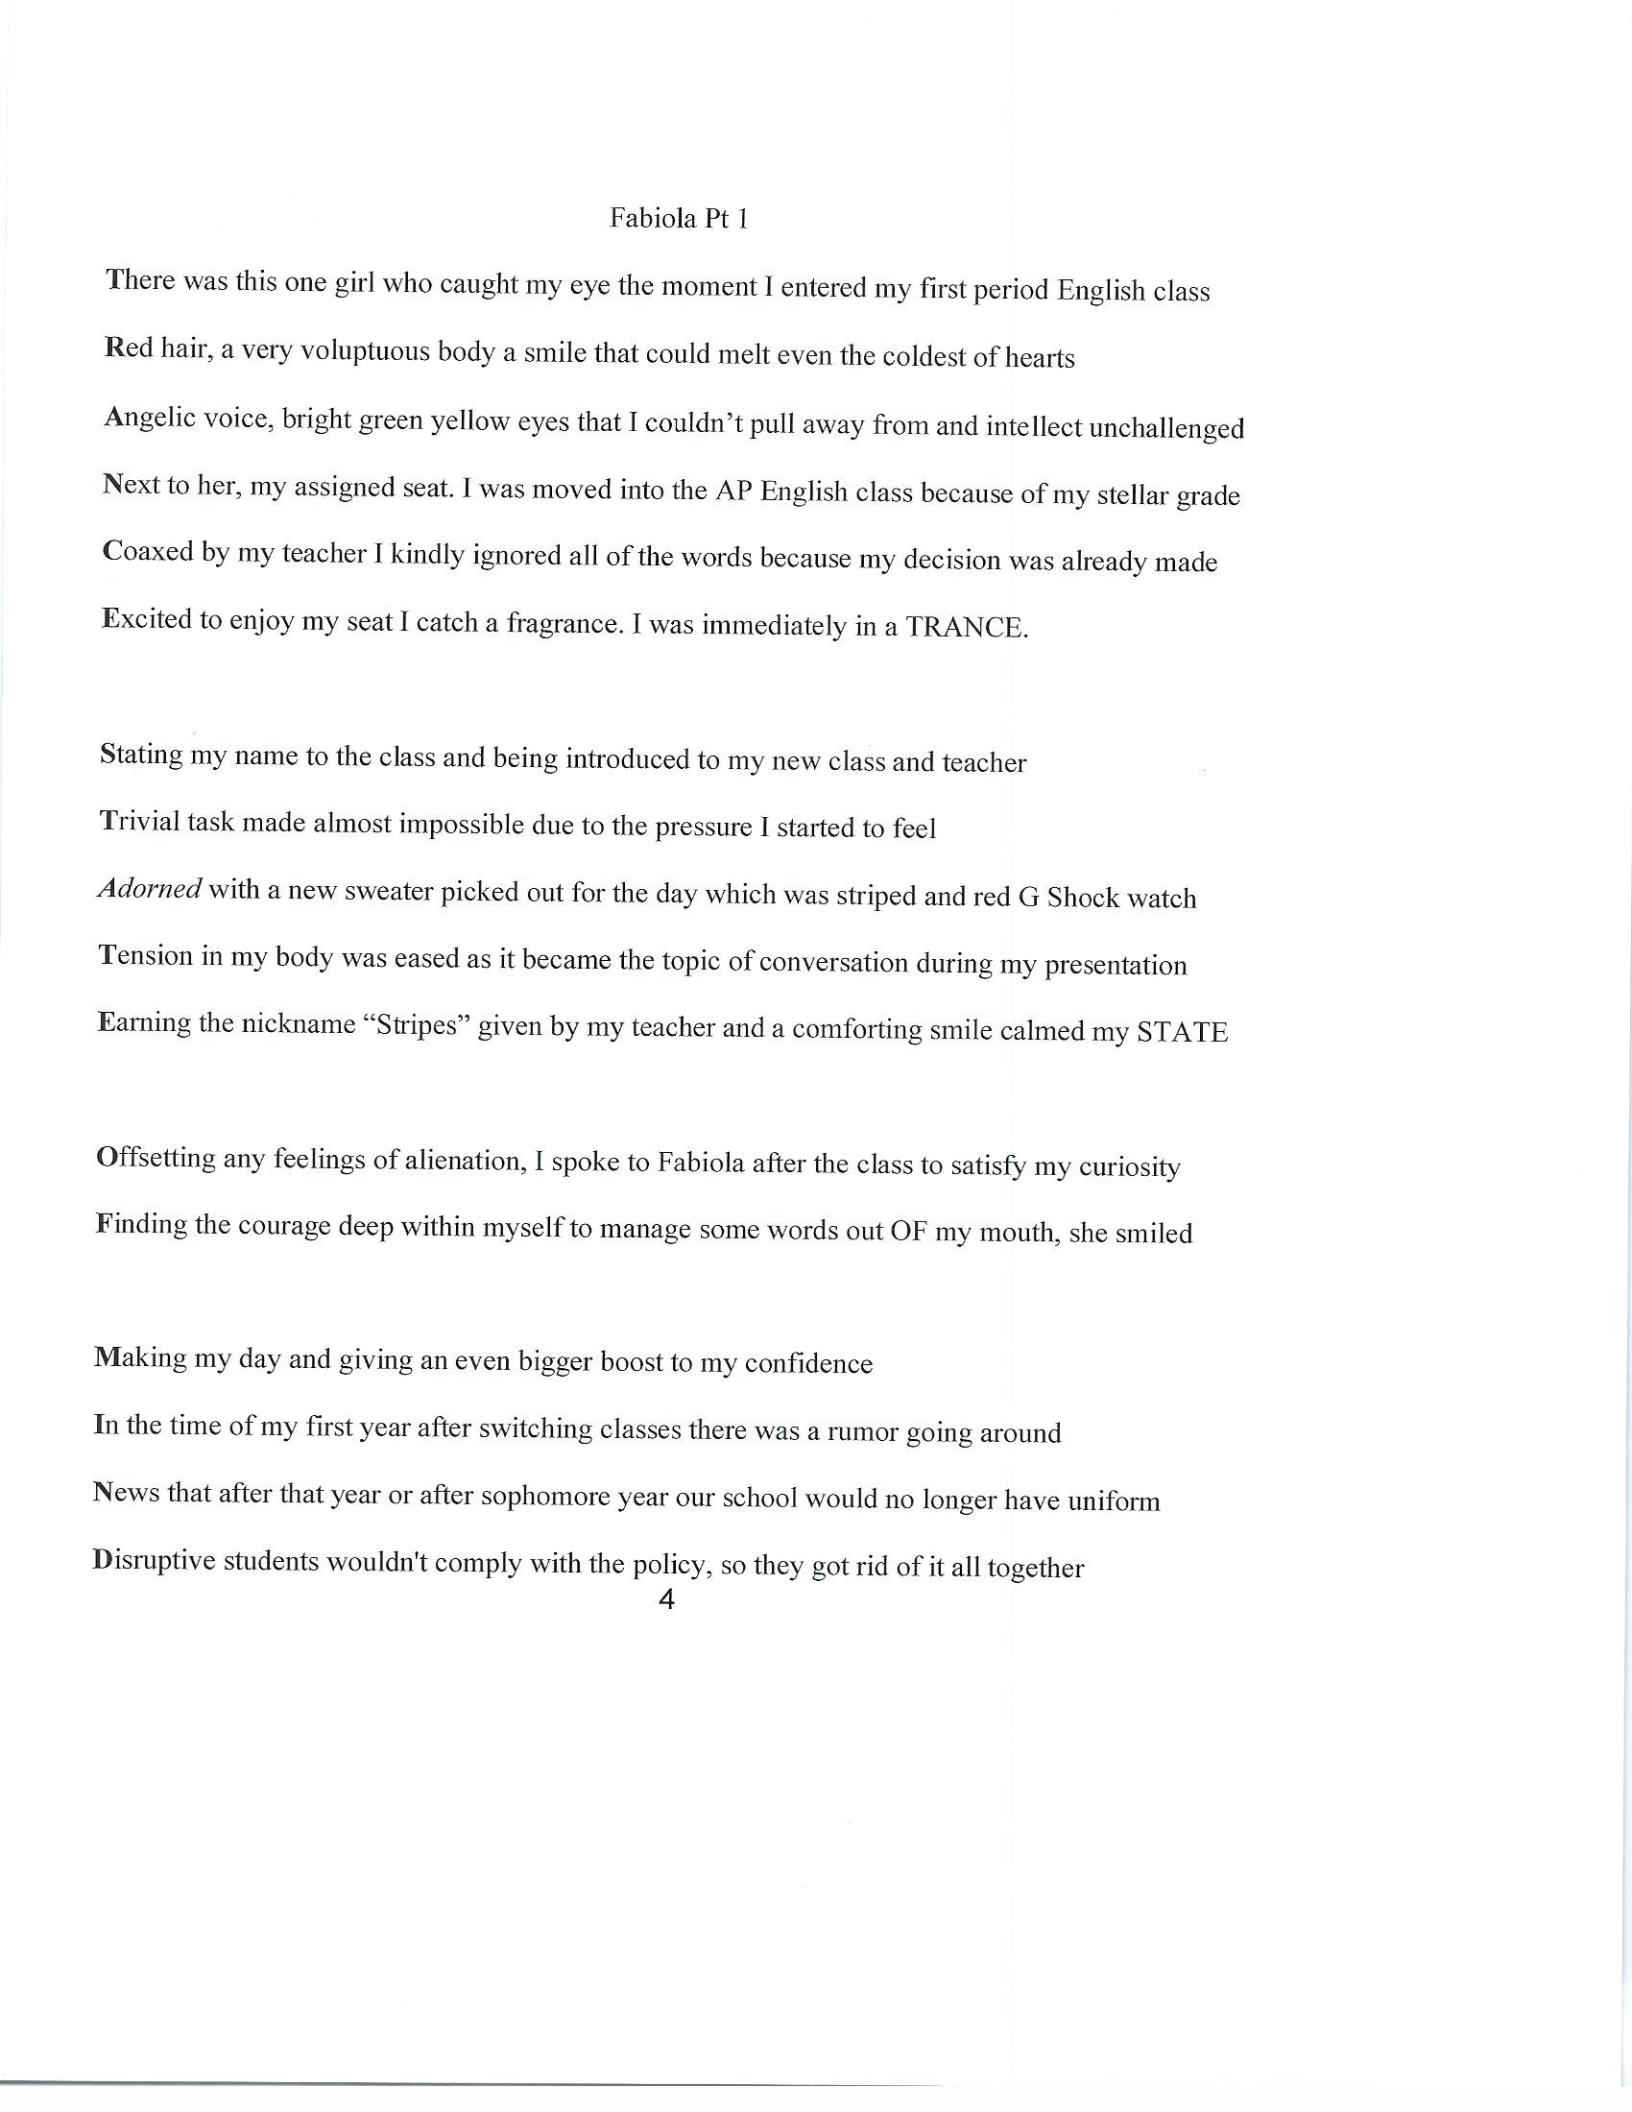 Fabiola Pt 1
There was this one girl who caught my eye the moment I entered my first period English class
Red hair, a very voluptuous body a smile that could melt even the coldest of hearts
Angelic voice, bright green yellow eyes that I couldn’t pull away from and intellect unchallenged
Next to her, my assigned seat. I was moved into the AP English class because of my stellar grade
Coaxed by my teacher I kindly ignored all of the words because my decision was already made
Excited to enjoy my seat I catch a fragrance. I was immediately in a TRANCE.
Stating my name to the class and being introduced to my new class and teacher
Trivial task made almost impossible due to the pressure I started to feel
Adorned with a new sweater picked out for the day which was striped and red G Shock watch
Tension in my body was eased as it became the topic of conversation during my presentation
Earning the nickname “Stripes” given by my teacher and a comforting smile calmed my STATE
Offsetting any feelings of alienation, I spoke to Fabiola after the class to satisfy my curiosity
Finding the courage deep within myself to manage some words out OF my mouth, she smiled
Making my day and giving an even bigger boost to my confidence
In the time of my first year after switching classes there was a rumor going around
News that after that year or after sophomore year our school would no longer have uniform
Disruptive students wouldn't comply with the policy, so they got rid of it all together
4